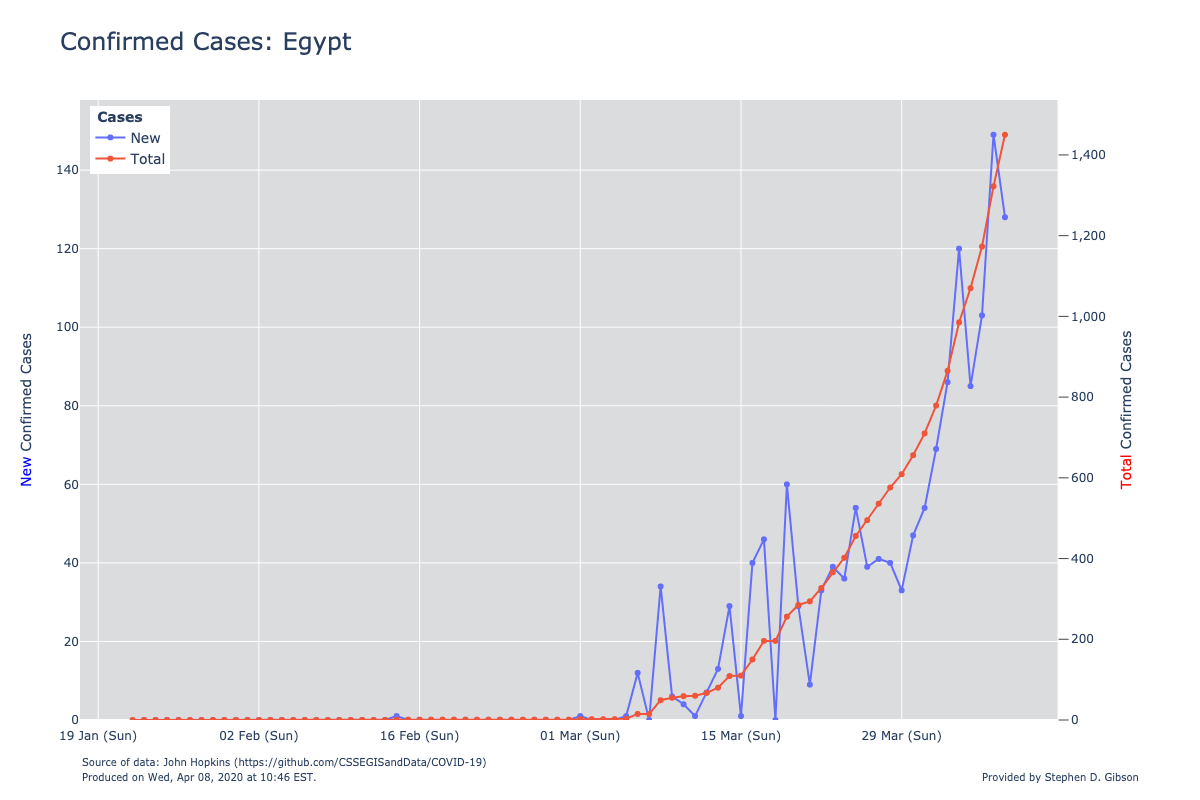 Confirmed Cases: Egypt
Cases
New
Total
140
120
100
80
60
40
20
0
1,400
1,200
1,000
800
600
400
200
0
New Confirmed Cases
Total Confirmed Cases
19 Jan (Sun) 02 Feb (Sun) 16 Feb (Sun) 01 Mar (Sun) 15 Mar (Sun) 29 Mar (Sun)
Source of data: John Hopkins (https://github.com/CSSEGISandData/COVID-19)
Produced on Wed, Apr 08, 2020 at 10:46 EST.
Provided by Stephen D. Gibson